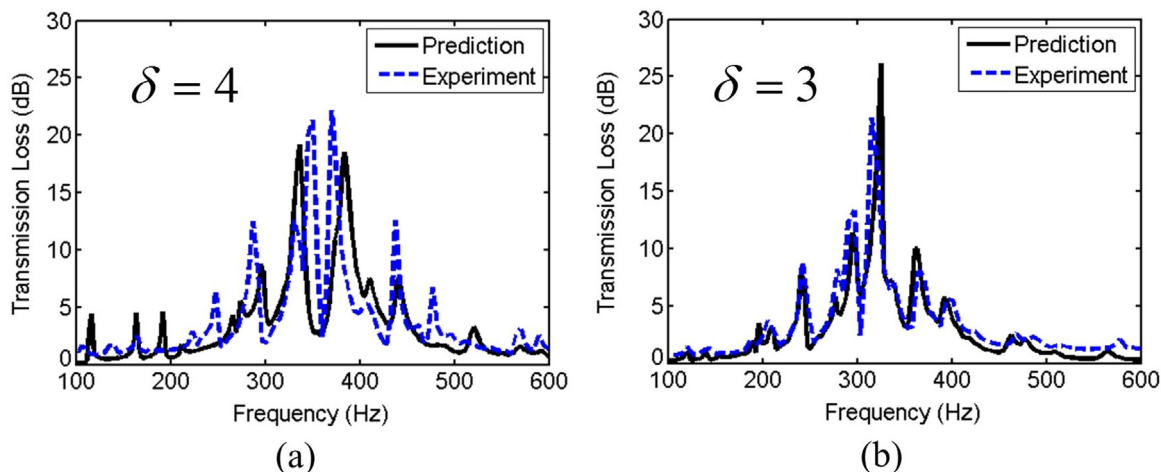 δ = 4
Prediction
Experiment
Transmission Loss (dB)
30
25
20
15
10
5
0
100 200 300 400 500 600
Frequency (Hz)
(a)
δ = 3
Prediction
Experiment
Transmission Loss (dB)
30
25
20
15
10
5
0
100 200 300 400 500 600
Frequency (Hz)
(b)